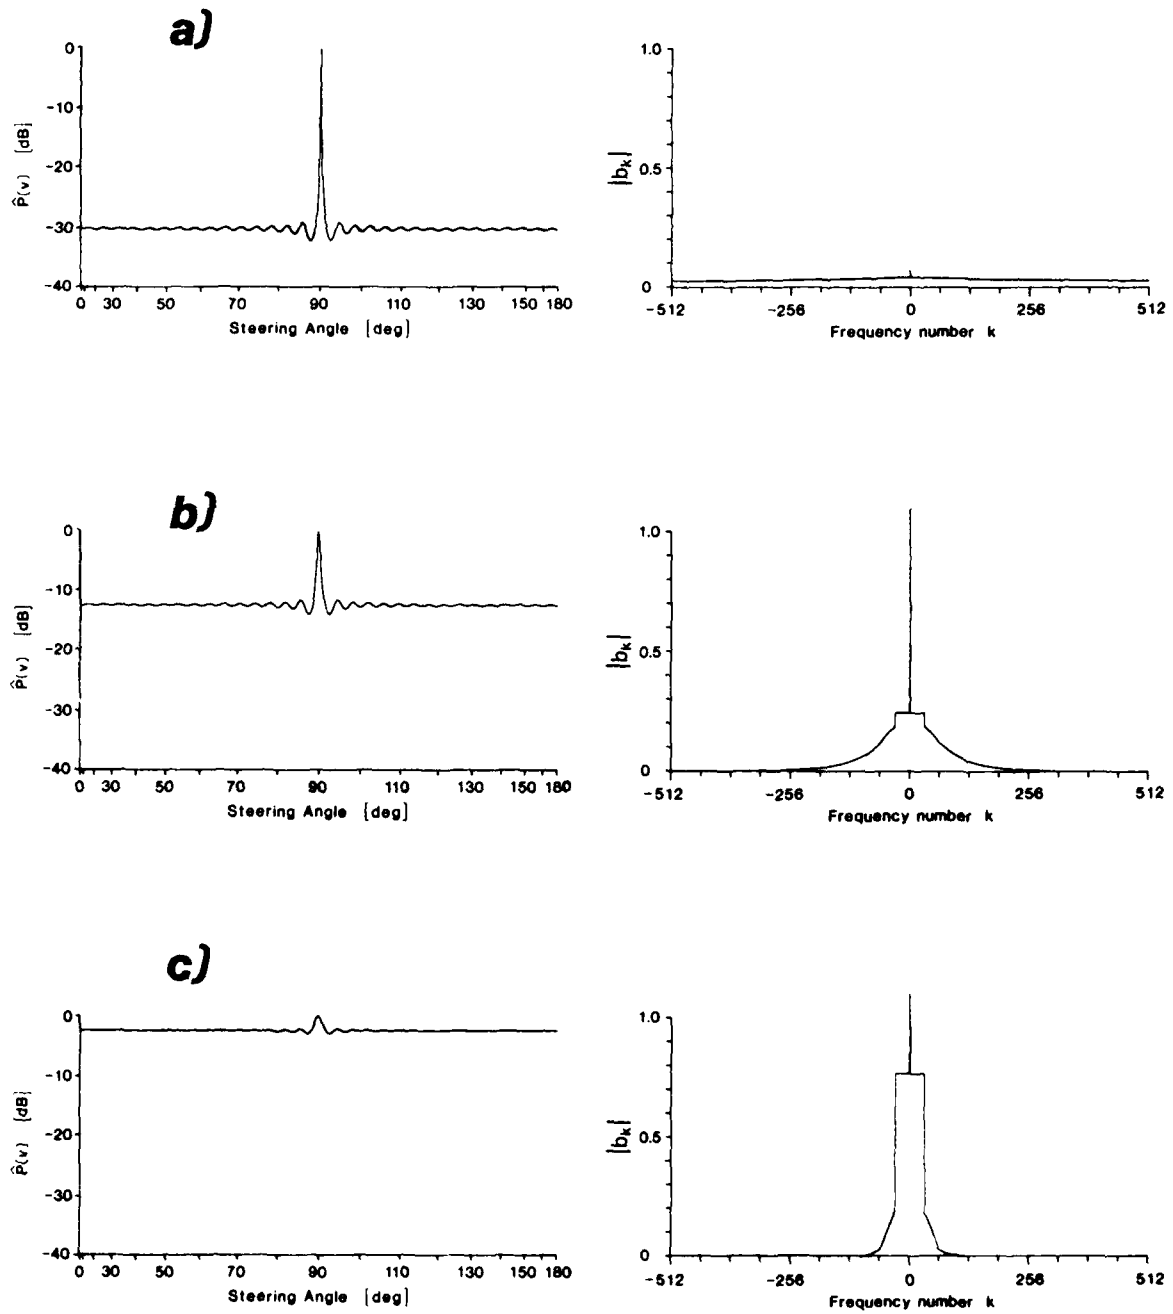 a)
0
-10
-20
-30
-40
P̂(v) [dB]
0 30 50 70 90 110 130 150 180
Steering Angle [deg]
1.0
0.5
0
|bk|
-512 -256 0 256 512
Frequency number k
b)
0
-10
-20
-30
-40
P̂(v) [dB]
0 30 50 70 90 110 130 150 180
Steering Angle [deg]
1.0
0.5
0
|bk|
-512 -256 0 256 512
Frequency number k
c)
0
-10
-20
-30
-40
P̂(v) [dB]
0 30 50 70 90 110 130 150 180
Steering Angle [deg]
1.0
0.5
0
|bk|
-512 -256 0 256 512
Frequency number k